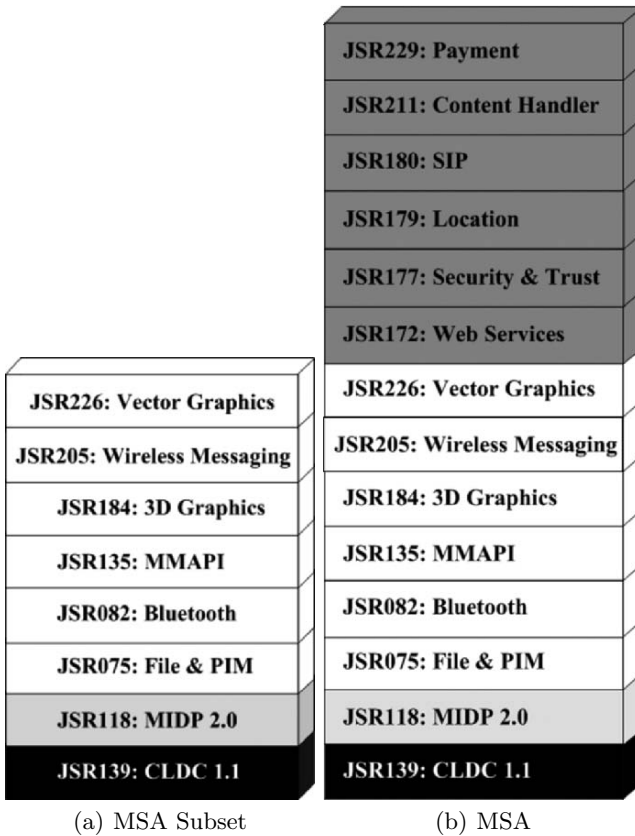 JSR226: Vector Graphics
JSR205: Wireless Messaging
JSR184: 3D Graphics
JSR135: MMAPI
JSR082: Bluetooth
JSR075: File & PIM
JSR118: MIDP 2.0
JSR139: CLDC 1.1
(a) MSA Subset
JSR229: Payment
JSR211: Content Handler
JSR180: SIP
JSR179: Location
JSR177: Security & Trust
JSR172: Web Services
JSR226: Vector Graphics
JSR205: Wireless Messaging
JSR184: 3D Graphics
JSR135: MMAPI
JSR082: Bluetooth
JSR075: File & PIM
JSR118: MIDP 2.0
JSR139: CLDC 1.1
(b) MSA